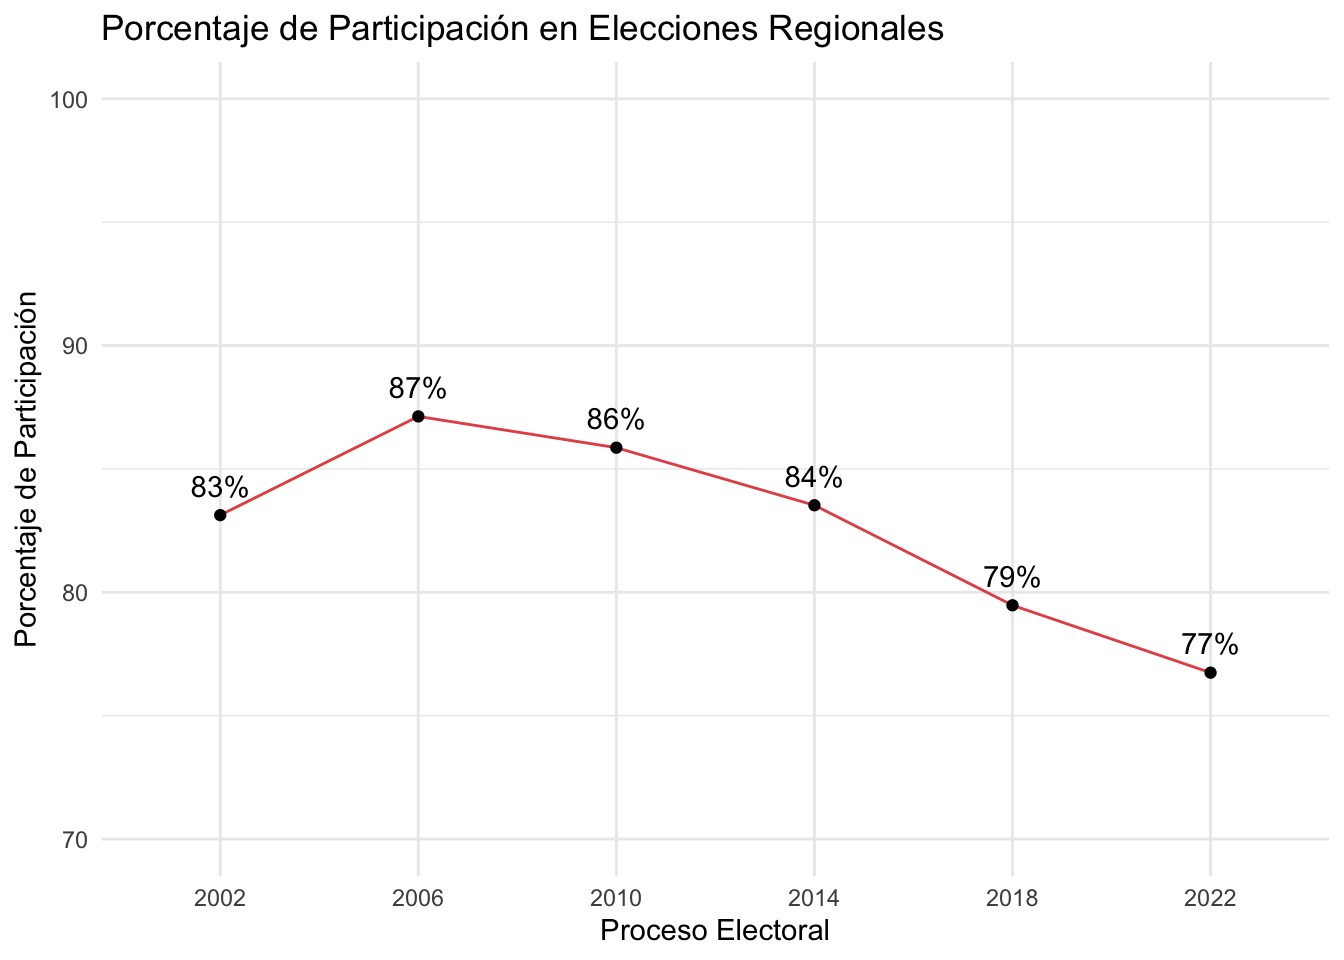 Porcentaje de Participación en Elecciones Regionales
Porcentaje de Participación
100
90
80
70
83%
87%
86%
84%
79%
77%
2002 2006 2010 2014 2018 2022
Proceso Electoral